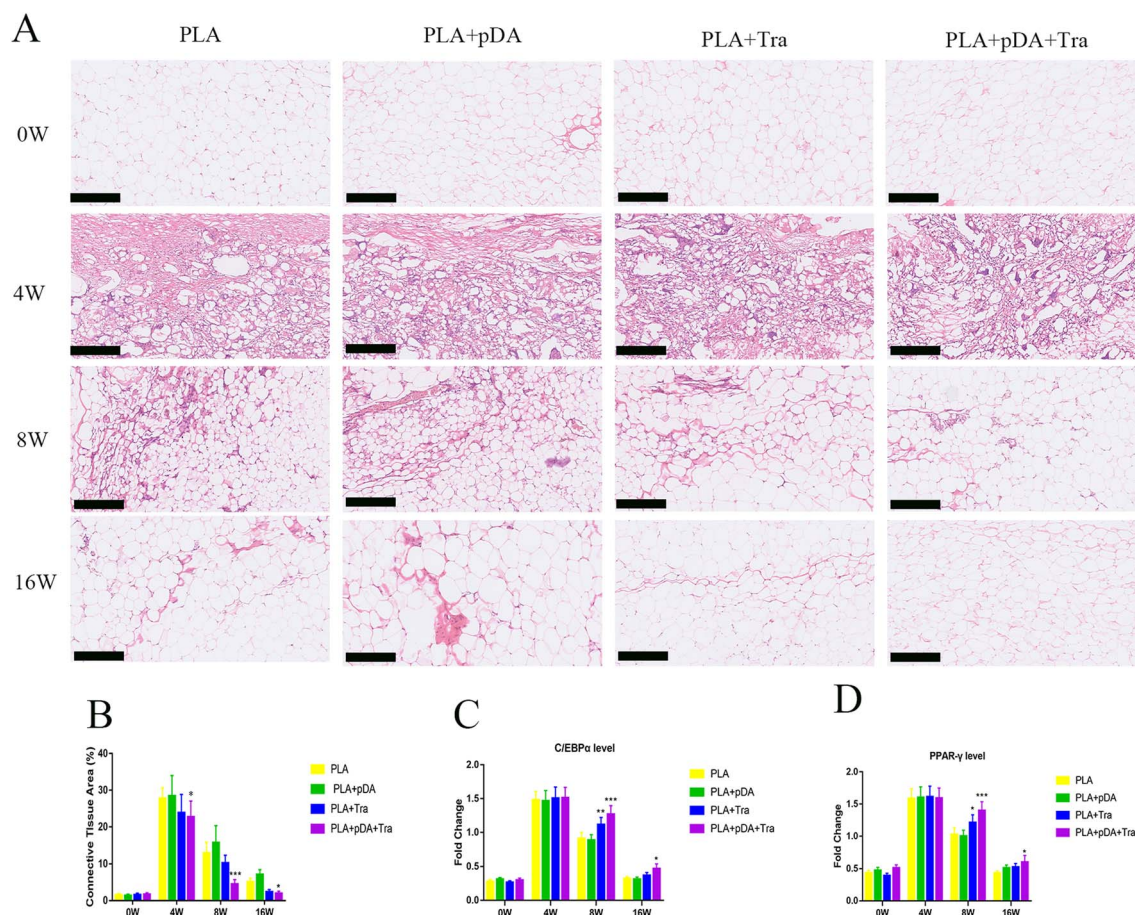 A
PLA PLA+pDA PLA+Tra PLA+pDA+Tra
0W
4W
8W
16W
B
Connective Tissue Area (%)
40
30
20
10
0
*
***
*
0W 4W 8W 16W
PLA
PLA+pDA
PLA+Tra
PLA+pDA+Tra
C
C/EBPα level
Fold Change
2.0
1.5
1.0
0.5
0.0
**
***
*
0W 4W 8W 16W
PLA
PLA+pDA
PLA+Tra
PLA+pDA+Tra
D
PPAR-γ level
Fold Change
2.0
1.5
1.0
0.5
0.0
*
***
*
0W 4W 8W 16W
PLA
PLA+pDA
PLA+Tra
PLA+pDA+Tra